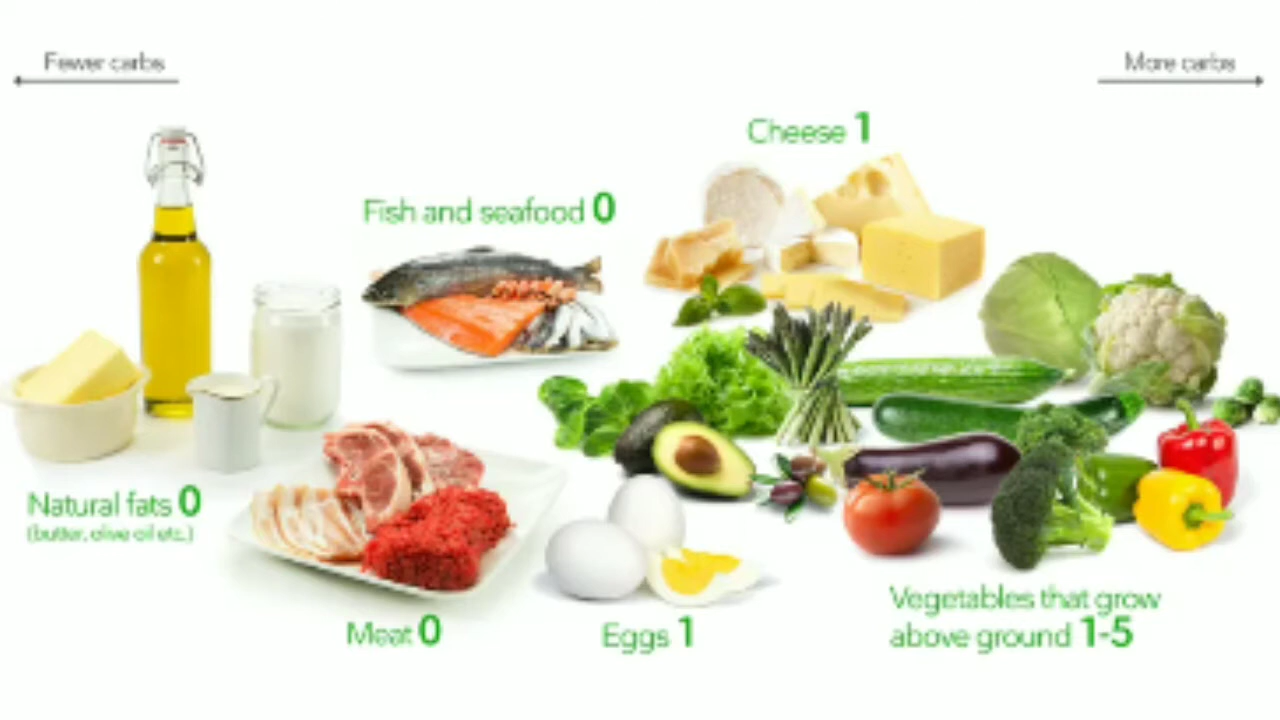 Fewer carbs
More carbs
Cheese 1
Fish and seafood 0
Natural fats 0
(butter, olive oil etc.)
Meat 0
Eggs 1
Vegetables that grow
above ground 1-5